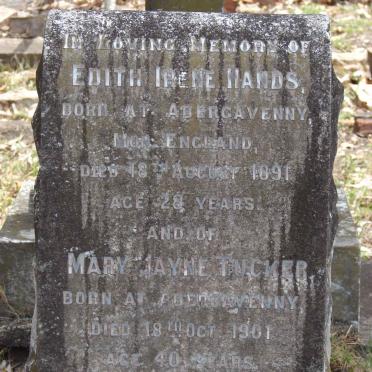 In Loving Memory of
Edith Irene Hands,
Born at Abergavenny,
Mon. England,
Died 18th August 1891
Age 28 years.
And of
Mary Jayne Tucker,
Born at Abergavenny,
Died 18th Oct. 1901
Age 40 years.